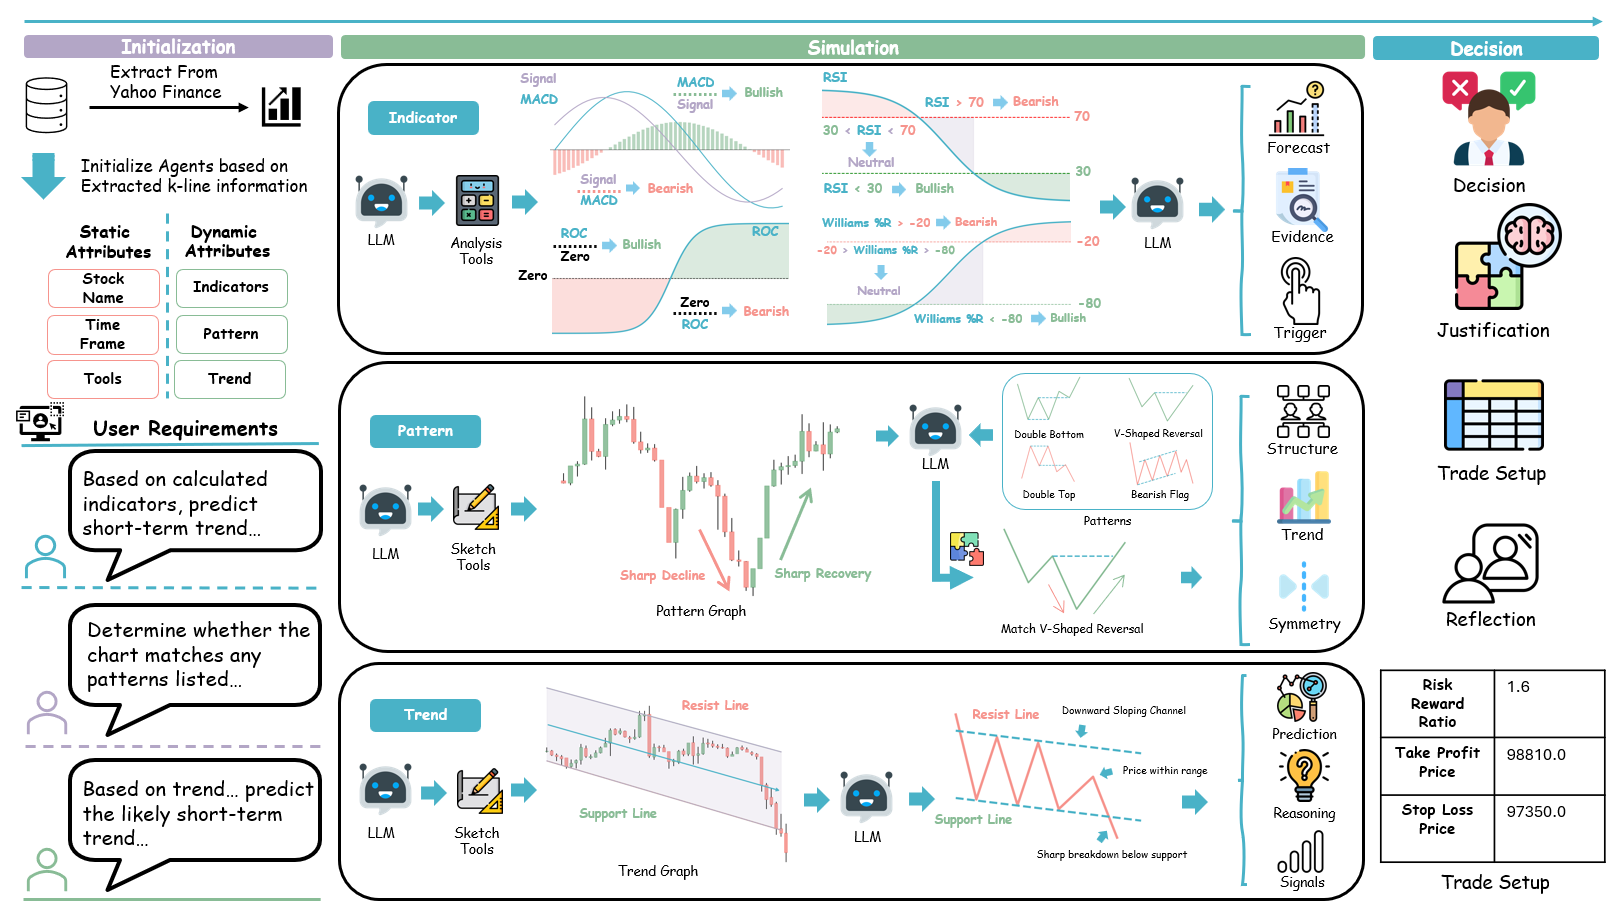 Initialization
Simulation
Decision
Extract From
Yahoo Finance
Initialize Agents based on
Extracted K-line information
Static
Attributes
Dynamic
Attributes
Stock
Name
Indicators
Time
Frame
Pattern
Tools
Trend
User Requirements
Based on calculated
indicators, predict
short-term trend...
Determine whether the
chart matches any
patterns listed...
Based on trend... predict
the likely short-term
trend...
Indicator
LLM
Analysis
Tools
Signal
MACD
MACD
Signal
Bullish
Signal
MACD
Bearish
ROC
Zero
Bullish
ROC
Zero
Zero
ROC
Bearish
RSI
RSI > 70
Bearish
70
30 < RSI < 70
Neutral
30
RSI < 30
Bullish
Williams %R > -20
Bearish
-20
-20 > Williams %R > -80
Neutral
-80
Williams %R < -80
Bullish
LLM
Forecast
Evidence
Trigger
Pattern
LLM
Sketch
Tools
Sharp Decline
Sharp Recovery
Pattern Graph
LLM
Double Bottom
V-Shaped Reversal
Double Top
Bearish Flag
Patterns
Match V-Shaped Reversal
Structure
Trend
Symmetry
Trend
LLM
Sketch
Tools
Resist Line
Support Line
Trend Graph
LLM
Resist Line
Downward Sloping Channel
Price within range
Support Line
Sharp breakdown below support
Prediction
Reasoning
Signals
Decision
Justification
Trade Setup
Reflection
Risk
Reward
Ratio
1.6
Take Profit
Price
98810.0
Stop Loss
Price
97350.0
Trade Setup